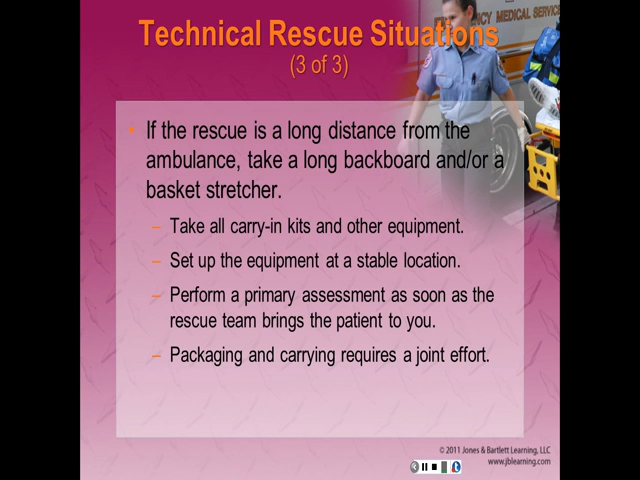 Technical Rescue Situations
(3 of 3)
EMERGENCY MEDICAL SERVICE
• If the rescue is a long distance from the
ambulance, take a long backboard and/or a
basket stretcher.
– Take all carry-in kits and other equipment.
– Set up the equipment at a stable location.
– Perform a primary assessment as soon as the
rescue team brings the patient to you.
– Packaging and carrying requires a joint effort.
© 2011 Jones & Bartlett Learning, LLC
www.jblearning.com